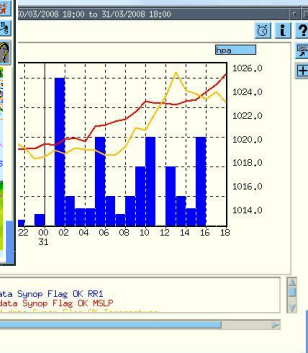 0/03/2008 18:00 to 31/03/2008 18:00
i ?
hpa
1026.0
1024.0
1022.0
1020.0
1018.0
1016.0
1014.0
22 00 02 04 06 08 10 12 14 16 18
31
ata Synop Flag OK RR1
data Synop Flag OK MSLP